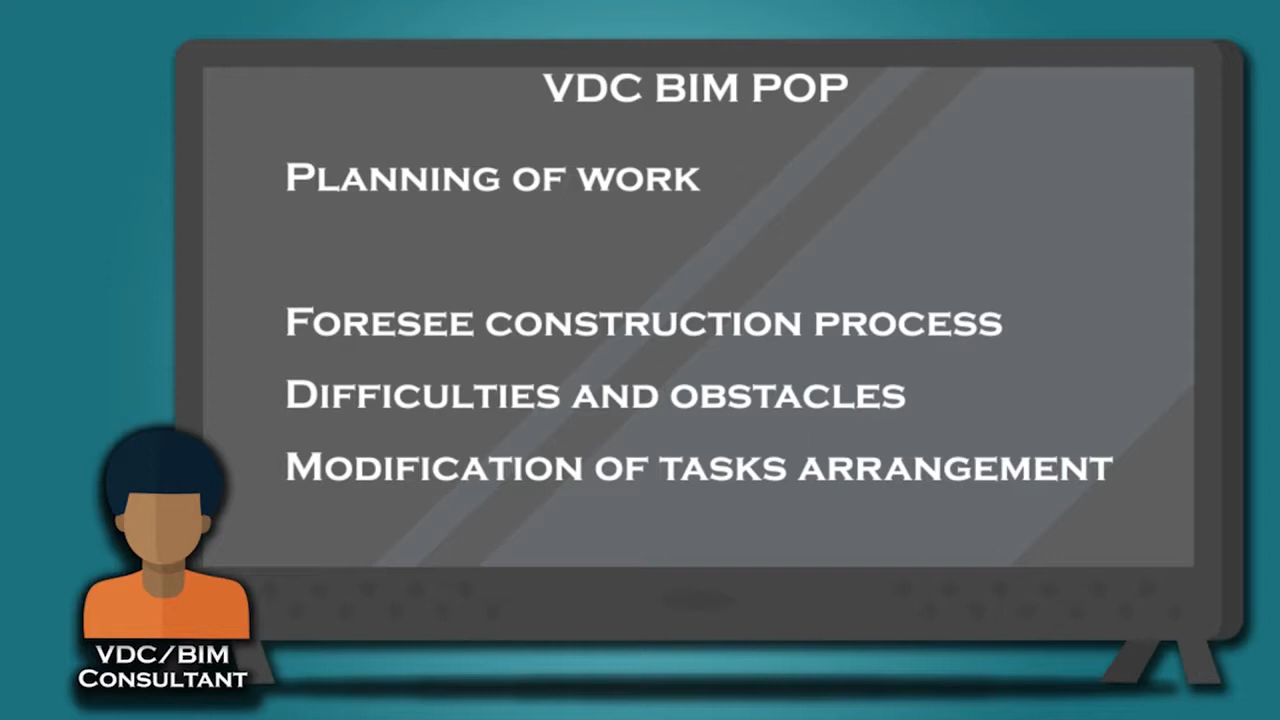 VDC BIM POP
Planning of work
Foresee construction process
Difficulties and obstacles
Modification of tasks arrangement
VDC/BIM
Consultant